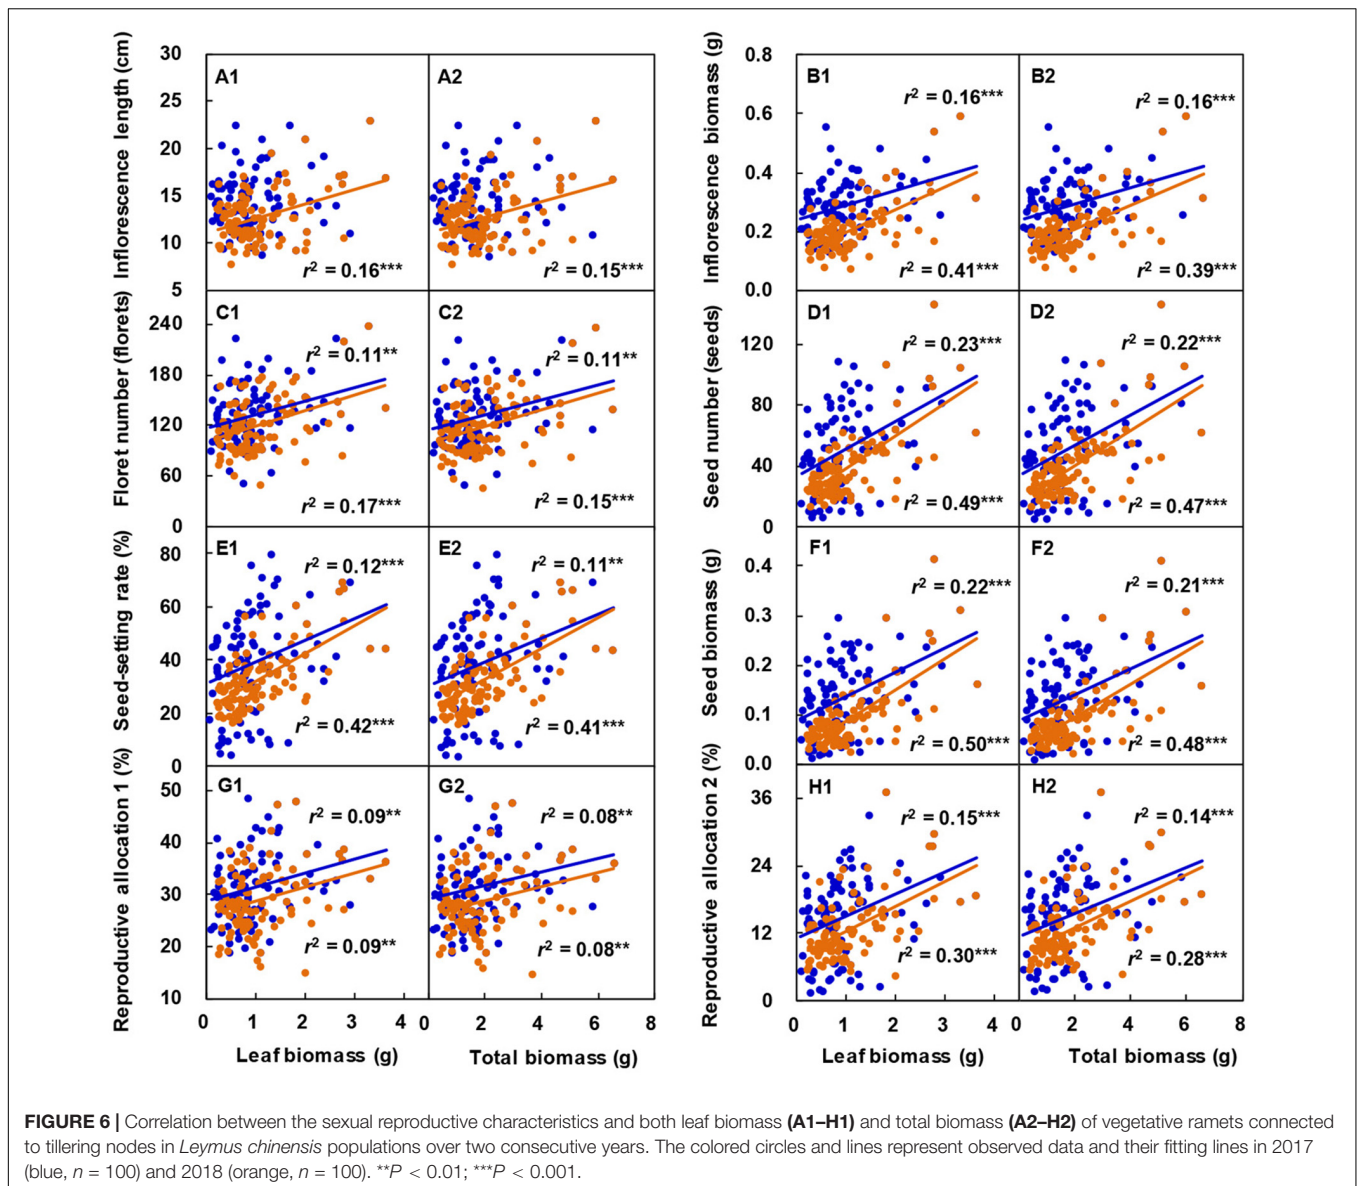 Inflorescence length (cm)
30
25
20
15
10
5
A1
r² = 0.16***
A2
r² = 0.15***
Inflorescence biomass (g)
0.8
0.6
0.4
0.2
0.0
B1
r² = 0.16***
r² = 0.41***
B2
r² = 0.16***
r² = 0.39***
Floret number (florets)
240
180
120
60
0
C1
r² = 0.11**
r² = 0.17***
C2
r² = 0.11**
r² = 0.15***
Seed number (seeds)
120
80
40
0
D1
r² = 0.23***
r² = 0.49***
D2
r² = 0.22***
r² = 0.47***
Seed-setting rate (%)
80
60
40
20
0
E1
r² = 0.12***
r² = 0.42***
E2
r² = 0.11**
r² = 0.41***
Seed biomass (g)
0.4
0.3
0.2
0.1
0.0
F1
r² = 0.22***
r² = 0.50***
F2
r² = 0.21***
r² = 0.48***
Reproductive allocation 1 (%)
50
40
30
20
10
G1
r² = 0.09**
r² = 0.09**
G2
r² = 0.08**
r² = 0.08**
Reproductive allocation 2 (%)
36
24
12
0
H1
r² = 0.15***
r² = 0.30***
H2
r² = 0.14***
r² = 0.28***
0 1 2 3 4
Leaf biomass (g)
0 2 4 6 8
Total biomass (g)
0 1 2 3 4
Leaf biomass (g)
0 2 4 6 8
Total biomass (g)
FIGURE 6 | Correlation between the sexual reproductive characteristics and both leaf biomass (A1–H1) and total biomass (A2–H2) of vegetative ramets connected
to tillering nodes in Leymus chinensis populations over two consecutive years. The colored circles and lines represent observed data and their fitting lines in 2017
(blue, n = 100) and 2018 (orange, n = 100). **P < 0.01; ***P < 0.001.